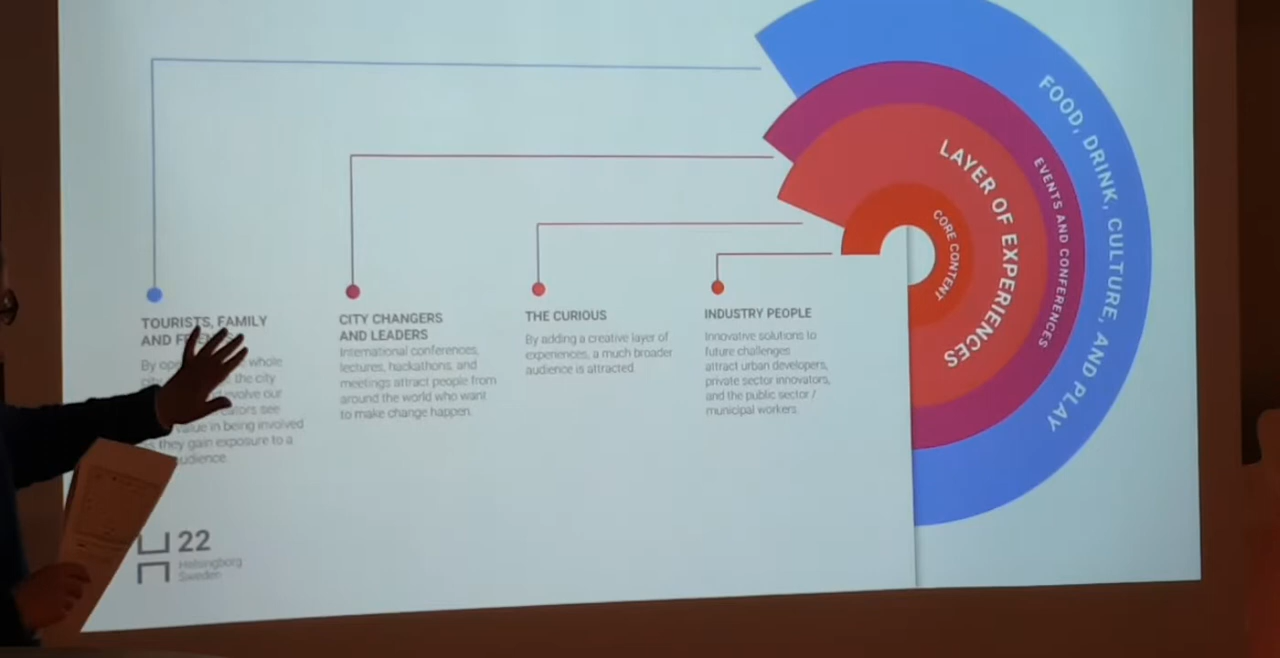 TOURISTS, FAMILY
AND
By whole
the city
our
see
value in being involved
they gain exposure to a
audience.
CITY CHANGERS
AND LEADERS
International conferences,
lectures, hackathons, and
meetings attract people from
around the world who want
to make change happen.
THE CURIOUS
By adding a creative layer of
experiences, a much broader
audience is attracted.
INDUSTRY PEOPLE
Innovative solutions to
future challenges
attract urban developers,
private sector innovators,
and the public sector /
municipal workers.
FOOD, DRINK, CULTURE, AND PLAY
EVENTS AND CONFERENCES
LAYER OF EXPERIENCES
CORE CONTENT
22
Helsingborg
Sweden